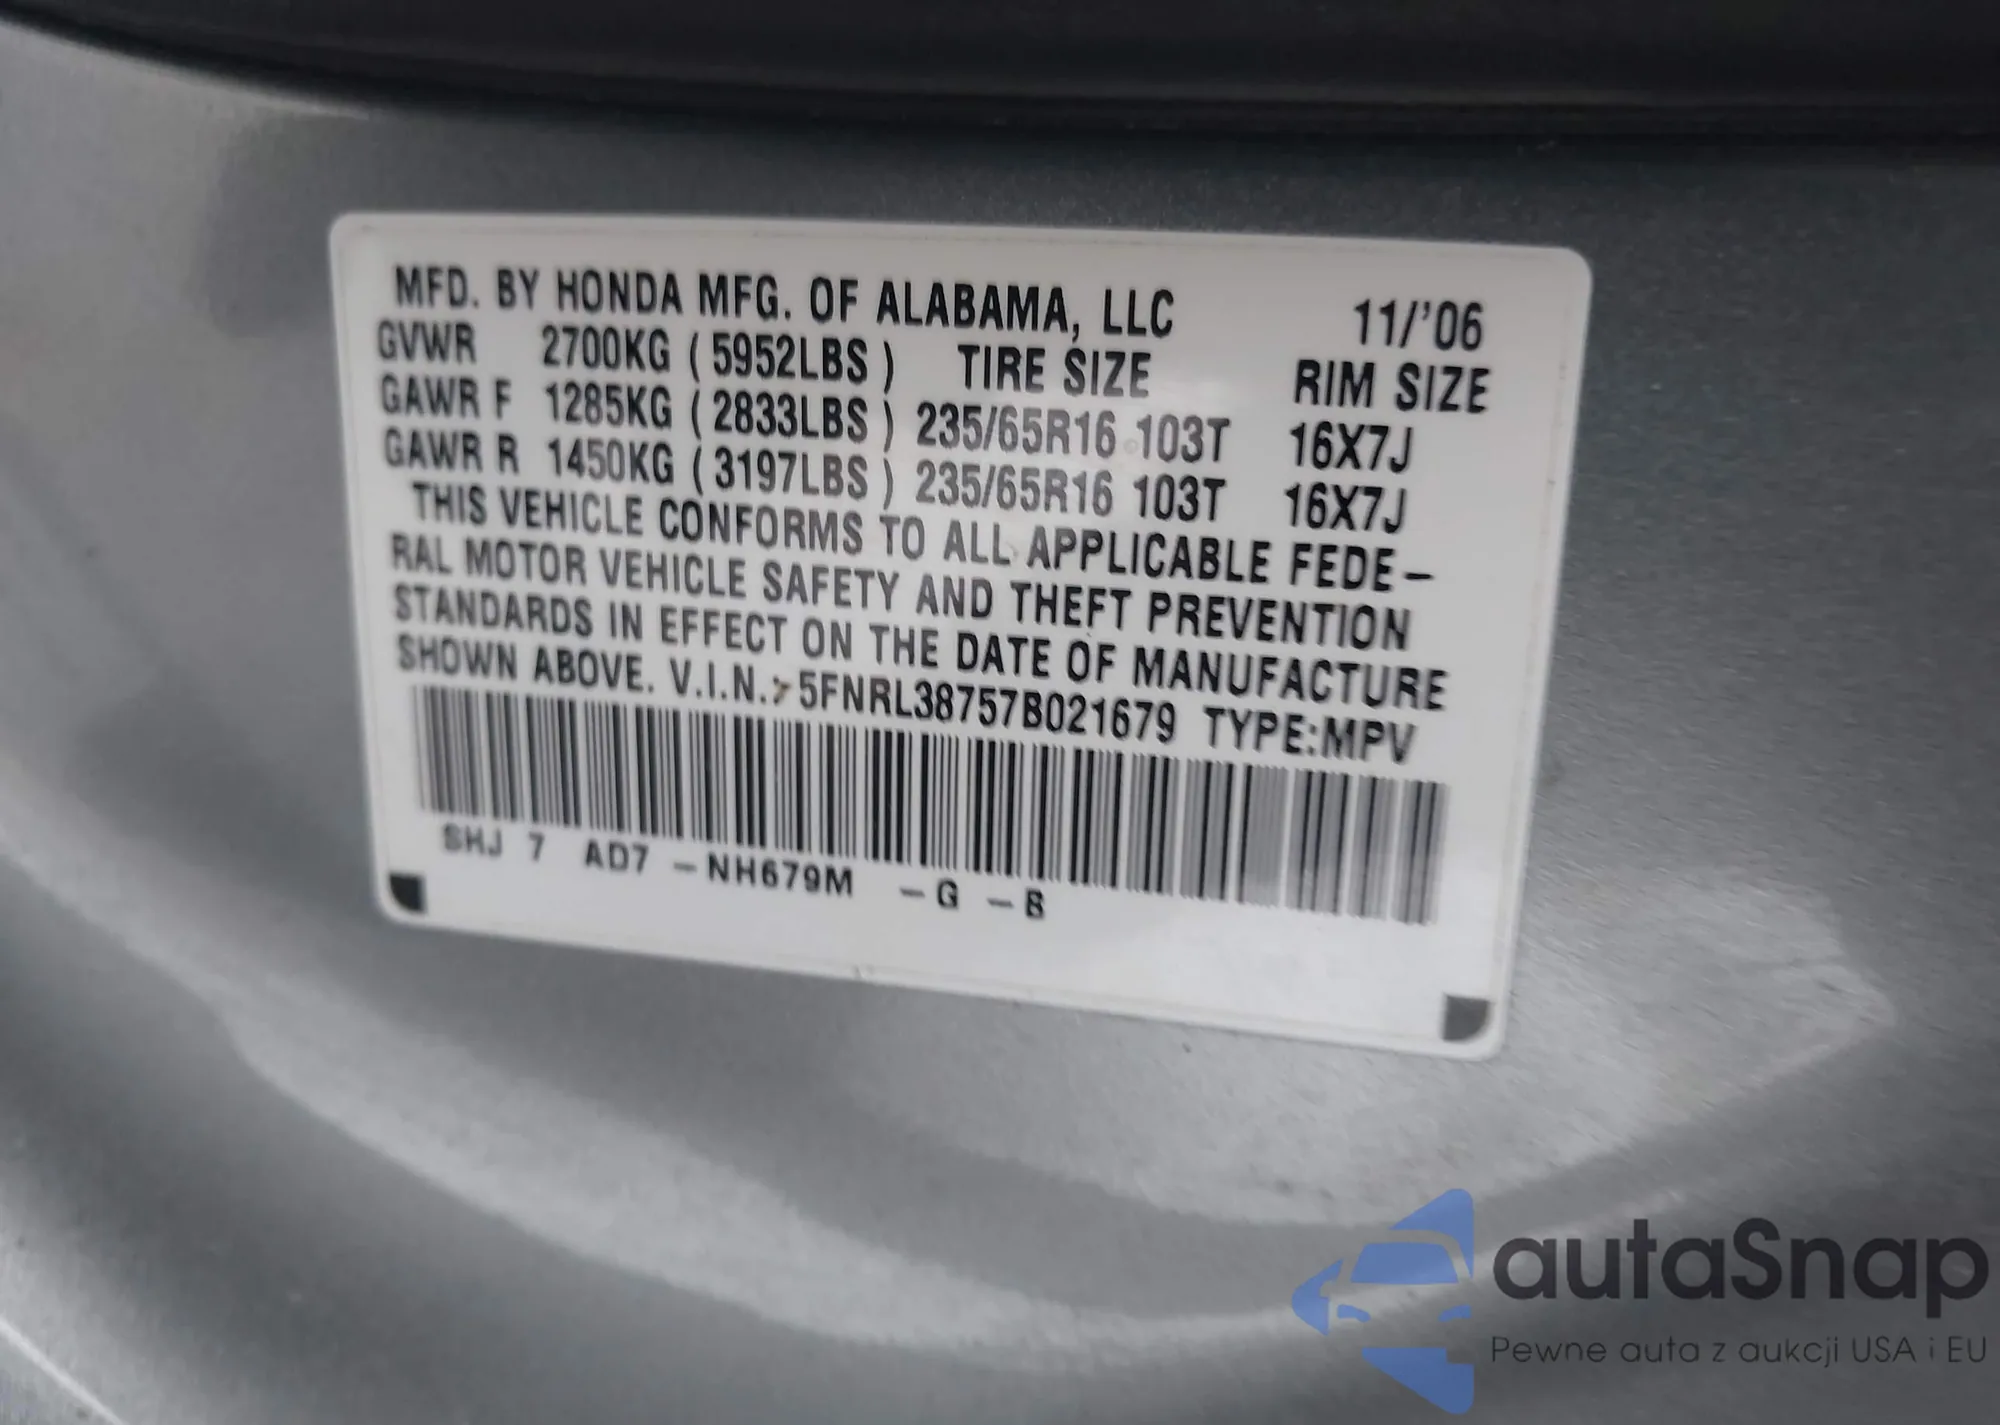 MFD. BY HONDA MFG. OF ALABAMA, LLC 11/'06
GVWR 2700KG (5952LBS) TIRE SIZE RIM SIZE
GAWR F 1285KG (2833LBS) 235/65R16 103T 16X7J
GAWR R 1450KG (3197LBS) 235/65R16 103T 16X7J
THIS VEHICLE CONFORMS TO ALL APPLICABLE FEDE-
RAL MOTOR VEHICLE SAFETY AND THEFT PREVENTION
STANDARDS IN EFFECT ON THE DATE OF MANUFACTURE
SHOWN ABOVE. V.I.N.: 5FNRL38757B021679 TYPE:MPV
SHJ 7 AD7 -NH679M -G -B
autaSnap
Pewne auta z aukcji USA i EU